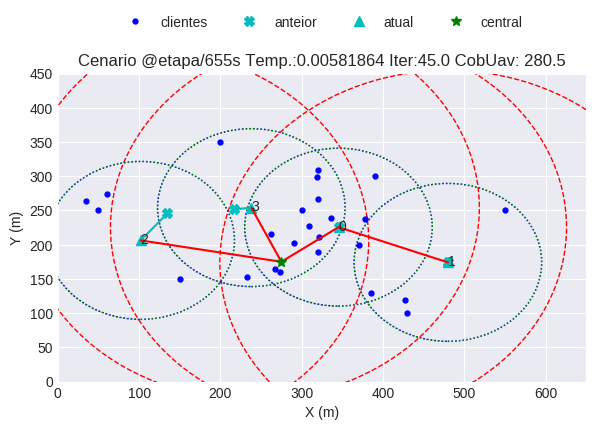 clientes anteior atual central
Cenario @etapa/655s Temp.:0.00581864 Iter:45.0 CobUav: 280.5
450
400
350
300
250
200
150
100
50
0
Y (m)
3
0
2
1
0 100 200 300 400 500 600
X (m)